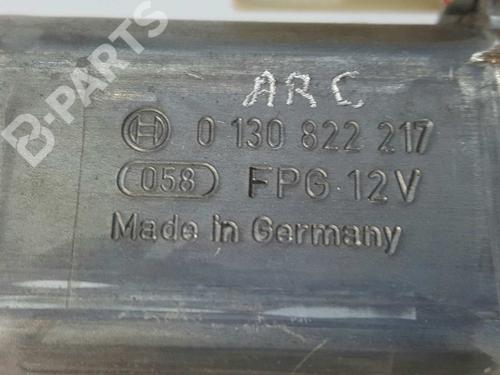 B-PARTS
ARC
0 130 822 217
058 FPG 12V
Made in Germany